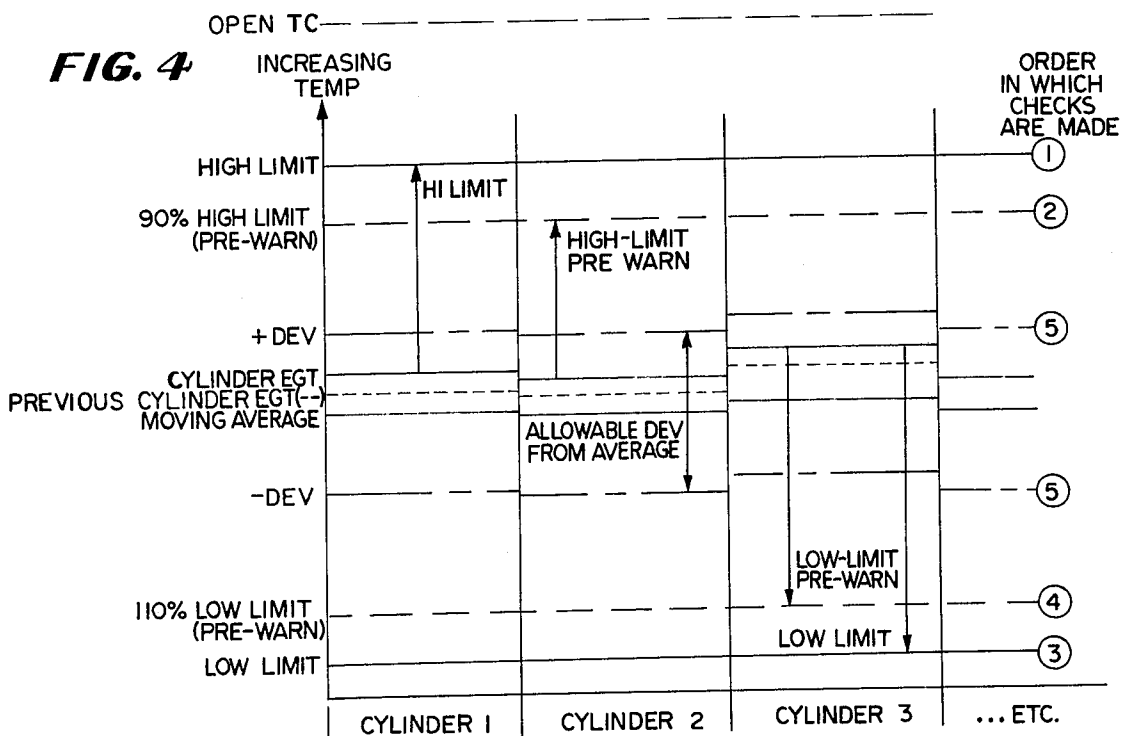 OPEN TC
FIG. 4
INCREASING
TEMP
ORDER
IN WHICH
CHECKS
ARE MADE
HIGH LIMIT
1
HI LIMIT
90% HIGH LIMIT
(PRE-WARN)
2
HIGH-LIMIT
PRE WARN
+DEV
5
CYLINDER EGT
PREVIOUS CYLINDER EGT(--)
MOVING AVERAGE
ALLOWABLE DEV
FROM AVERAGE
-DEV
5
LOW-LIMIT
PRE-WARN
110% LOW LIMIT
(PRE-WARN)
4
LOW LIMIT
LOW LIMIT
3
CYLINDER 1
CYLINDER 2
CYLINDER 3
...ETC.